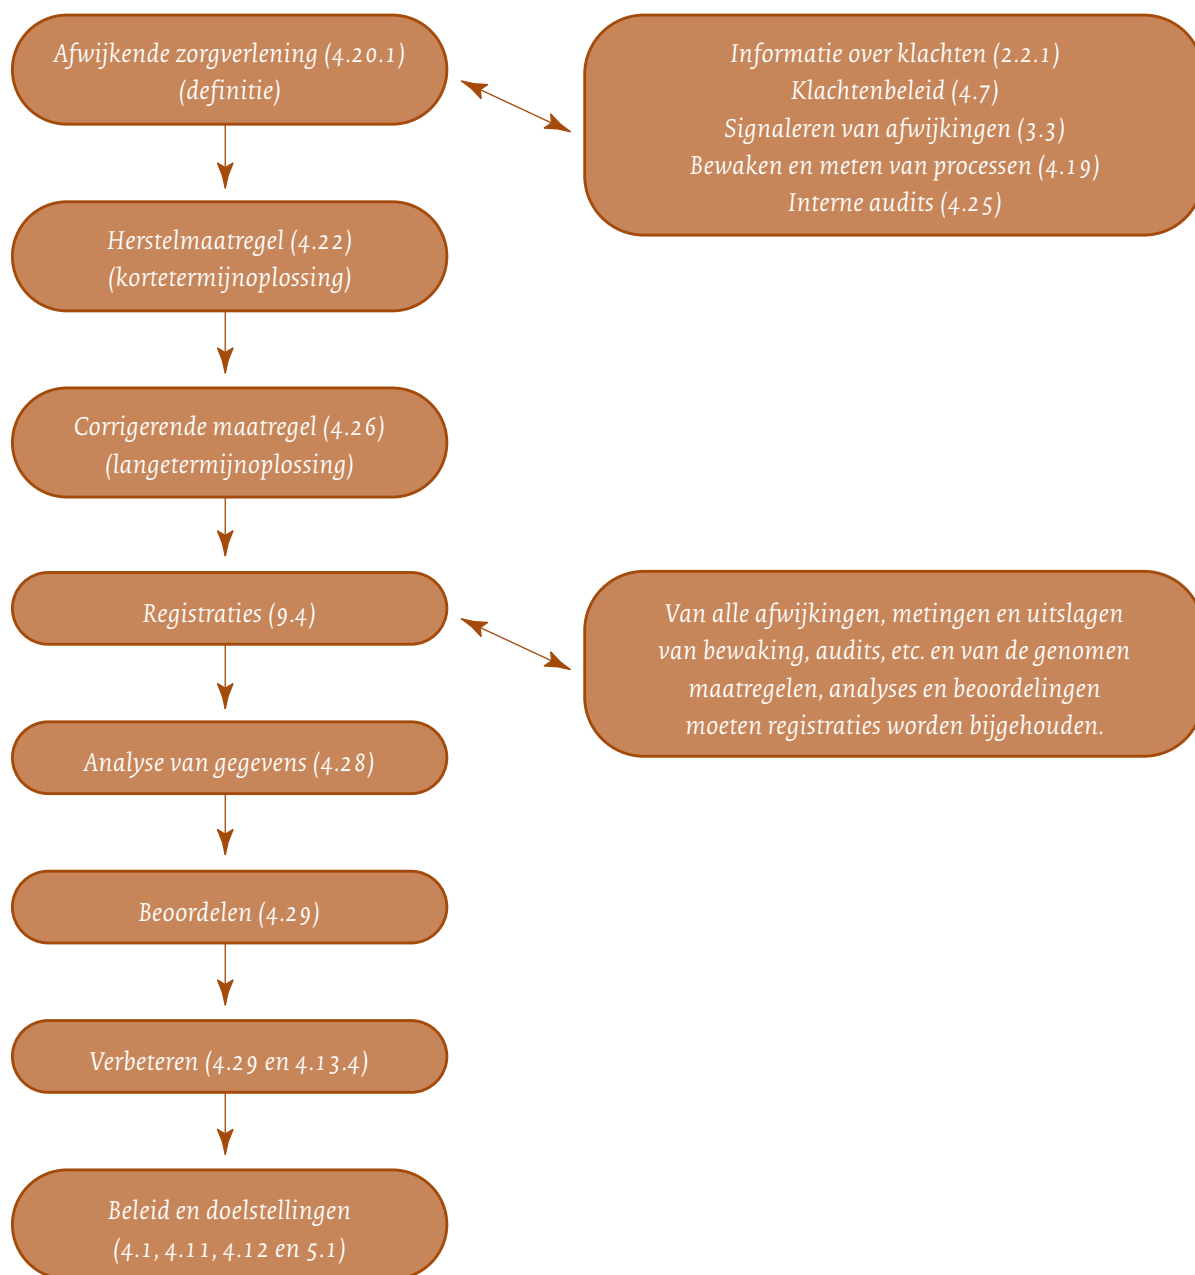 Afwijkende zorgverlening (4.20.1)
(definitie)
Informatie over klachten (2.2.1)
Klachtenbeleid (4.7)
Signaleren van afwijkingen (3.3)
Bewaken en meten van processen (4.19)
Interne audits (4.25)
Herstelmaatregel (4.22)
(kortetermijnoplossing)
Corrigerende maatregel (4.26)
(langetermijnoplossing)
Registraties (9.4)
Van alle afwijkingen, metingen en uitslagen
van bewaking, audits, etc. en van de genomen
maatregelen, analyses en beoordelingen
moeten registraties worden bijgehouden.
Analyse van gegevens (4.28)
Beoordelen (4.29)
Verbeteren (4.29 en 4.13.4)
Beleid en doelstellingen
(4.1, 4.11, 4.12 en 5.1)